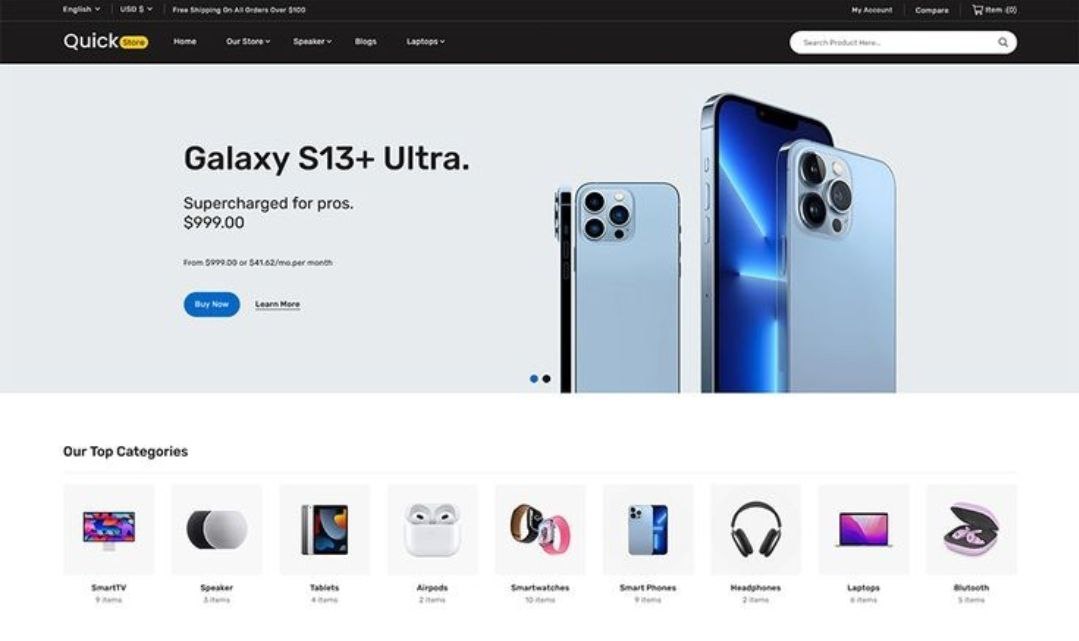 English USD $ Free Shipping On All Orders Over $100 My Account Compare Item :(0)
Quick Store Home Our Store Speaker Blogs Laptops Search Product Here...
Galaxy S13+ Ultra.
Supercharged for pros.
$999.00
From $999.00 or $41.62/mo.per month
Buy Now Learn More
Our Top Categories
SmartTV Speaker Tablets Airpods Smartwatches Smart Phones Headphones Laptops Blutooth
9 items 3 items 4 items 2 items 10 items 9 items 2 items 6 items 5 items